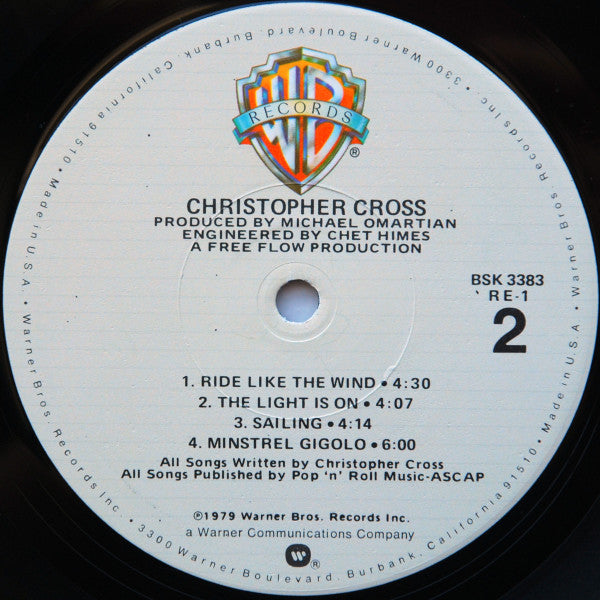 WB
RECORDS
®
CHRISTOPHER CROSS
PRODUCED BY MICHAEL OMARTIAN
ENGINEERED BY CHET HIMES
A FREE FLOW PRODUCTION
BSK 3383
RE-1
2
1. RIDE LIKE THE WIND • 4:30
2. THE LIGHT IS ON • 4:07
3. SAILING • 4:14
4. MINSTREL GIGOLO • 6:00
All Songs Written by Christopher Cross
All Songs Published by Pop 'n' Roll Music-ASCAP
℗1979 Warner Bros. Records Inc.
a Warner Communications Company
®
Warner Bros. Records Inc. • 3300 Warner Boulevard, Burbank, California 91510 • Made in U.S.A. • Warner Bros. Records Inc. • 3300 Warner Boulevard, Burbank, California 91510 • Made in U.S.A. •